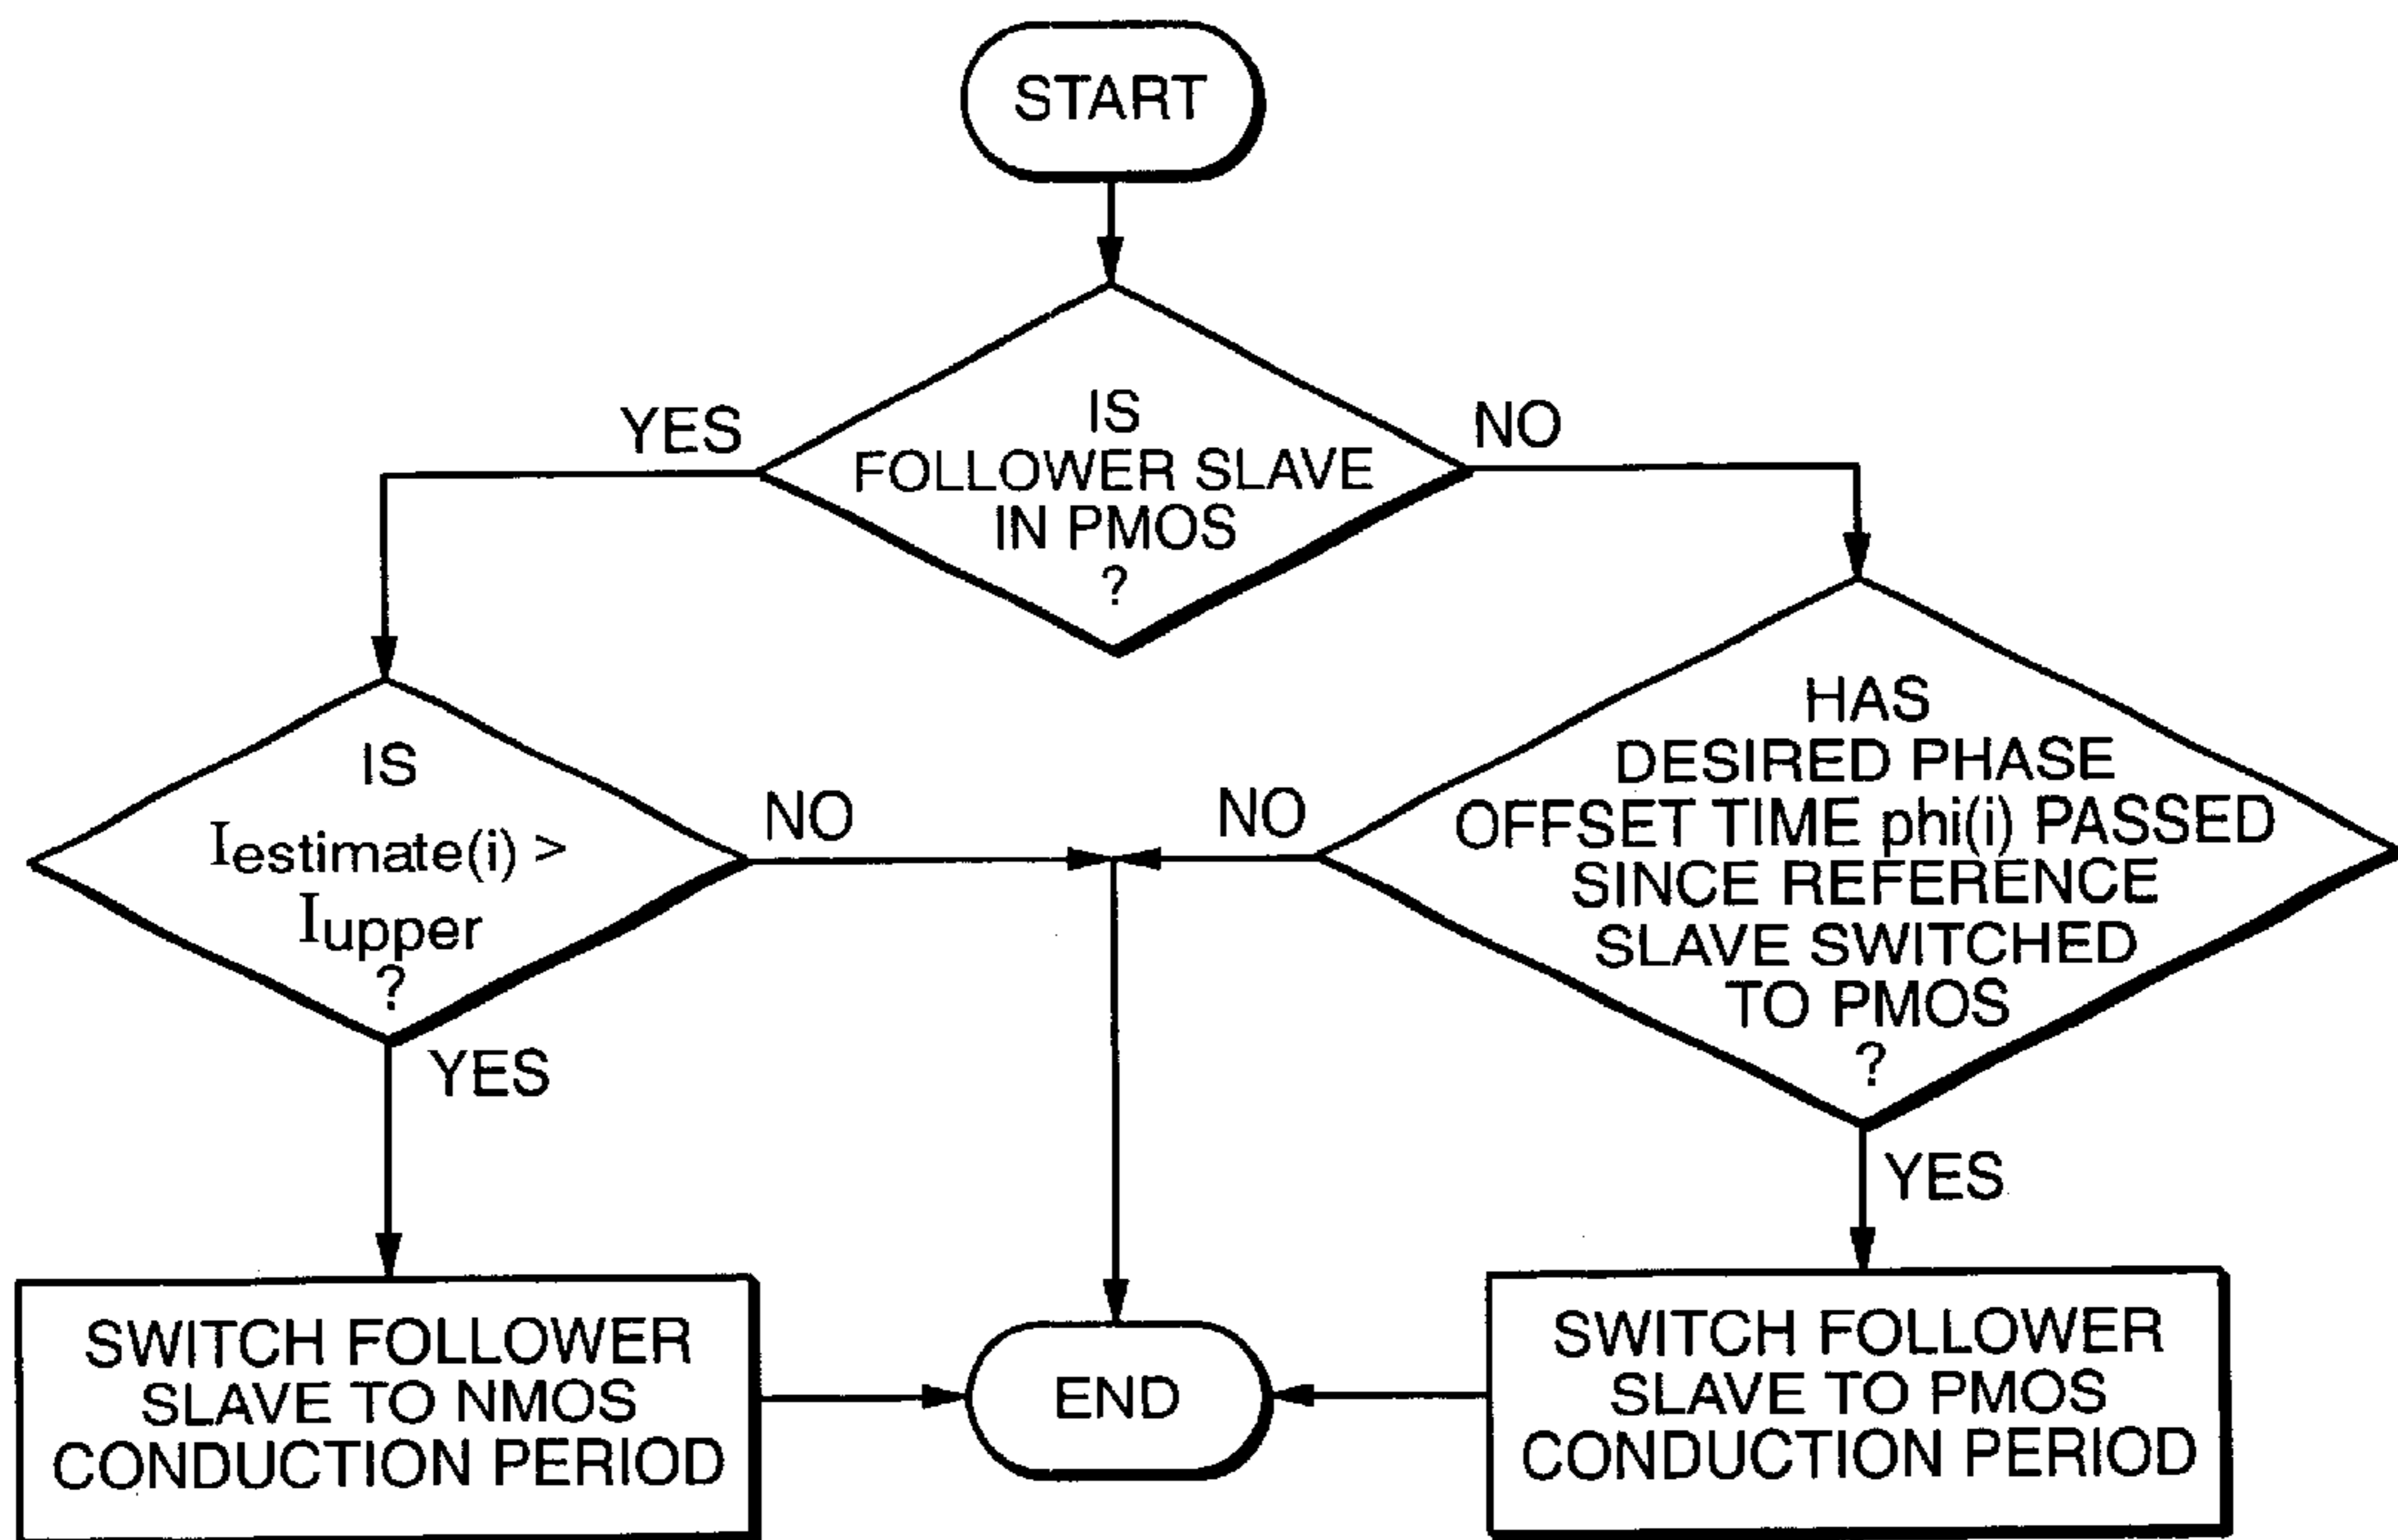 START
IS
FOLLOWER SLAVE
IN PMOS
?
YES
NO
IS
Iestimate(i) >
Iupper
?
NO
YES
HAS
DESIRED PHASE
OFFSET TIME phi(i) PASSED
SINCE REFERENCE
SLAVE SWITCHED
TO PMOS
?
NO
YES
SWITCH FOLLOWER
SLAVE TO NMOS
CONDUCTION PERIOD
END
SWITCH FOLLOWER
SLAVE TO PMOS
CONDUCTION PERIOD